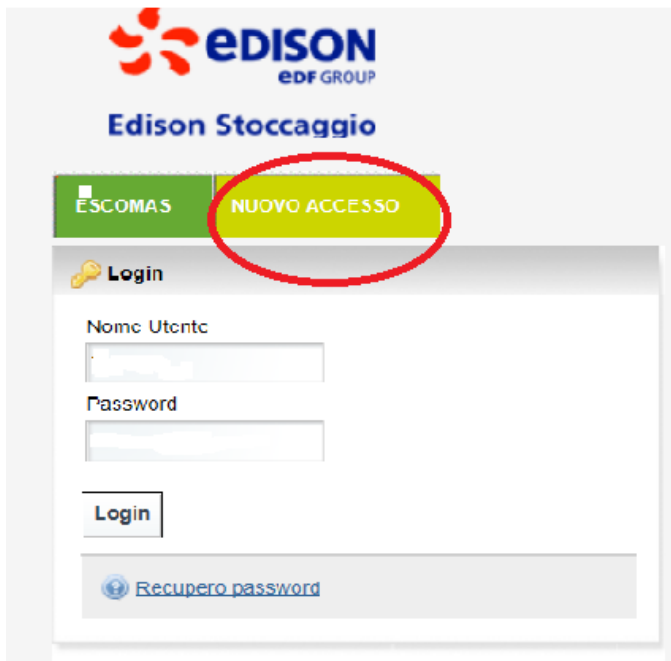 eDISON
eDF GROUP
Edison Stoccaggio
ESCOMAS
NUOVO ACCESSO
Login
Nome Utente
Password
Login
Recupero password